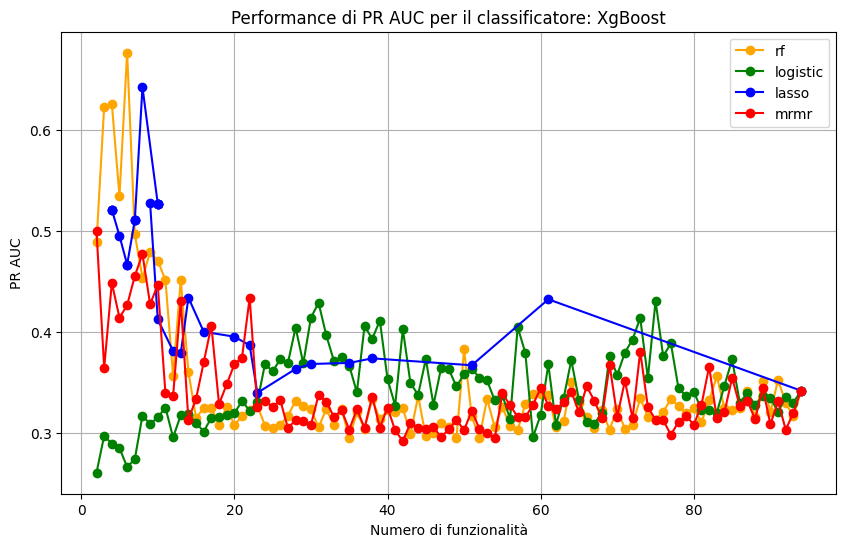 Performance di PR AUC per il classificatore: XgBoost
rf
logistic
lasso
mrmr
PR AUC
0.6
0.5
0.4
0.3
0
20
40
60
80
Numero di funzionalità